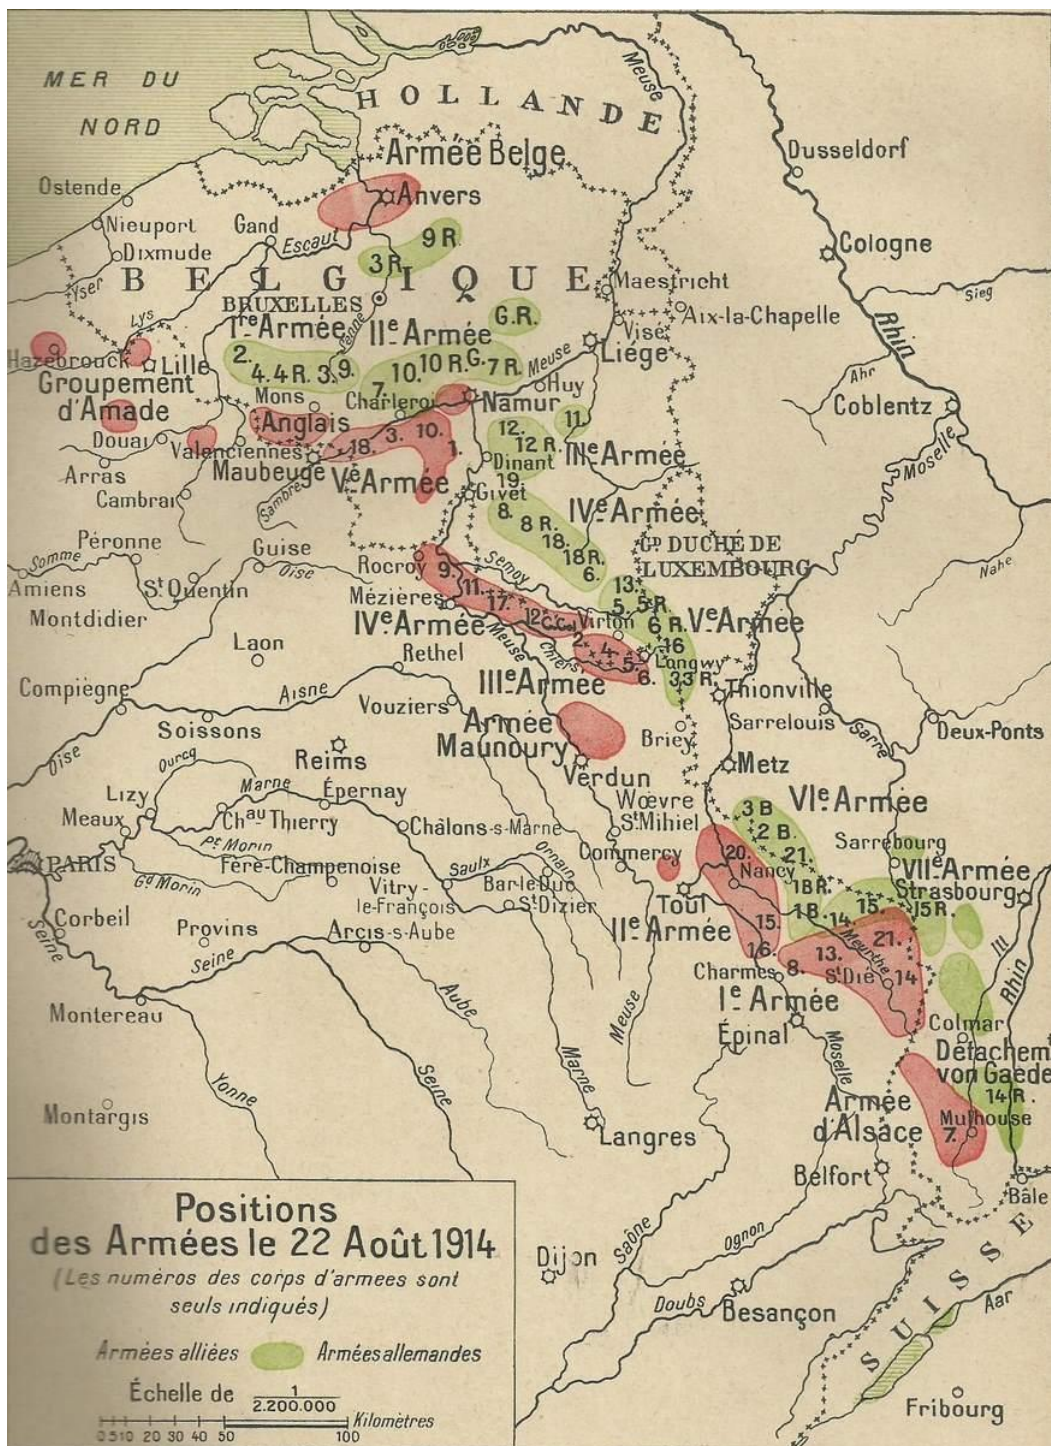 MER DU
NORD
HOLLANDE
Meuse
Armée Belge
Dusseldorf
Ostende
Anvers
Nieuport
Gand
Escaut
9 R.
Cologne
Dixmude
3 R.
BELGIQUE
Maestricht
Sieg
Yser
BRUXELLES
G.R.
Aix-la-Chapelle
Lys
Iʳᵉ Armée
Senne
IIᵉ Armée
Visé
Rhin
Hazebrouck
Lille
2.
4. 4 R. 3. 9.
7. 10. 10 R. G. 7 R.
Meuse
Liége
Ahr
Groupement
d'Amade
Mons
Charleroi
Namur
Huy
Coblentz
Anglais
Douai
Valenciennes
18. 3. 10. 1.
12.
12 R.
11.
Moselle
Arras
Maubeuge
Vᵉ Armée
Dinant
19.
IIIᵉ Armée
Cambrai
Sambre
Givet
8.
8 R.
18.
18 R.
6.
IVᵉ Armée
Péronne
Guise
Rocroy
Semoy
Gᴰ DUCHÉ DE
LUXEMBOURG
Nahe
Somme
Amiens
Sᵗ Quentin
Oise
9.
11.
17.
12 C.Col
13.
5. 5 R.
6 R.
Vᵉ Armée
Montdidier
Mézières
IVᵉ Armée
Meuse
Virton
2.
4.
5.
6.
16
Longwy
33 R.
Laon
Rethel
Chiers
IIIᵉ Armée
Thionville
Compiègne
Aisne
Vouziers
Sarrelouis
Soissons
Armée
Maunoury
Briey
Sarre
Deux-Ponts
Oise
Ourcq
Reims
Verdun
Metz
Lizy
Marne
Épernay
Wœvre
VIᵉ Armée
3 B
Meaux
Chᵃᵘ Thierry
Châlons-s-Marne
Sᵗ Mihiel
2 B.
Sarrebourg
Pᵗ Morin
Ornain
Commercy
20.
21.
VIIᵉ Armée
PARIS
Fère-Champenoise
Saulx
Nancy
1B R.
Strasbourg
Gᵈ Morin
Vitry-
le-François
Bar-le-Duc
Sᵗ Dizier
Toul
1 B.
14.
15.
15 R.
Corbeil
Provins
Arcis-s-Aube
IIᵉ Armée
15.
16.
Meurthe
21.
Ill
Seine
Seine
Charmes
8.
13.
Sᵗ Dié
14
Rhin
Montereau
Aube
Meuse
Iᵉ Armée
Épinal
Colmar
Marne
Moselle
Détachemᵗ
von Gaede
Yonne
Seine
14 R.
Montargis
Langres
Armée
d'Alsace
7.
Mulhouse
Belfort
Bâle
Positions
des Armées le 22 Août 1914
(Les numéros des corps d'armees sont
seuls indiqués)
Armées alliées
Armées allemandes
Échelle de 1
2.200.000
Kilomètres
0 5 10 20 30 40 50 100
Dijon
Saône
Ognon
SUISSE
Doubs
Besançon
Aar
Fribourg